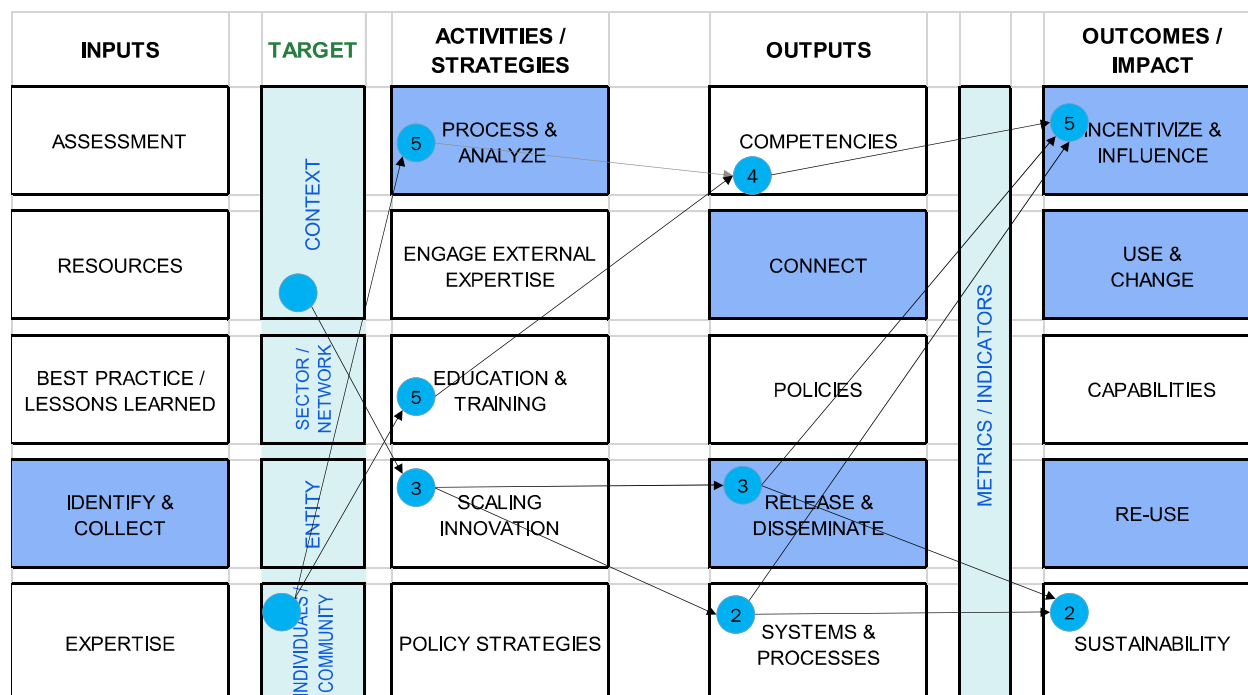 INPUTS
TARGET
ACTIVITIES /
STRATEGIES
OUTPUTS
OUTCOMES /
IMPACT
ASSESSMENT
CONTEXT
5
PROCESS &
ANALYZE
COMPETENCIES
4
METRICS / INDICATORS
5
INCENTIVIZE &
INFLUENCE
RESOURCES
ENGAGE EXTERNAL
EXPERTISE
CONNECT
USE &
CHANGE
BEST PRACTICE /
LESSONS LEARNED
SECTOR /
NETWORK
5
EDUCATION &
TRAINING
POLICIES
CAPABILITIES
IDENTIFY &
COLLECT
ENTITY
3
SCALING
INNOVATION
3
RELEASE &
DISSEMINATE
RE-USE
EXPERTISE
INDIVIDUALS /
COMMUNITY
POLICY STRATEGIES
2
SYSTEMS &
PROCESSES
2
SUSTAINABILITY